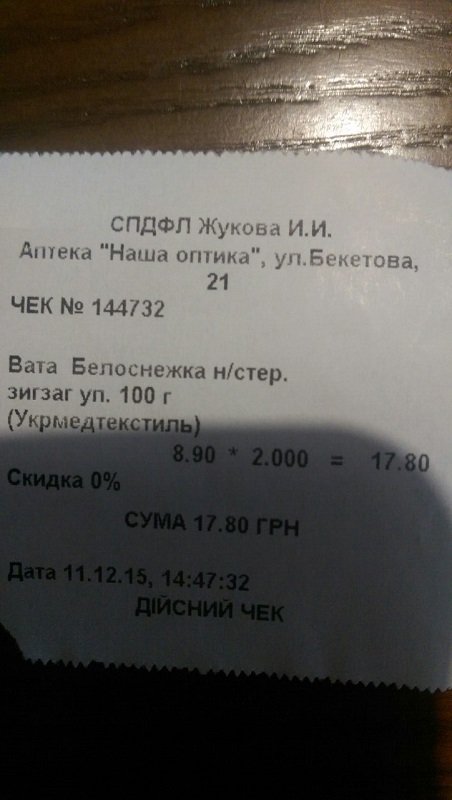 СПДФЛ Жукова И.И.
Аптека "Наша оптика", ул.Бекетова,
21
ЧЕК № 144732
Вата Белоснежка н/стер.
зигзаг уп. 100 г
(Укрмедтекстиль)
8.90 * 2.000 = 17.80
Скидка 0%
СУМА 17.80 ГРН
Дата 11.12.15, 14:47:32
ДІЙСНИЙ ЧЕК